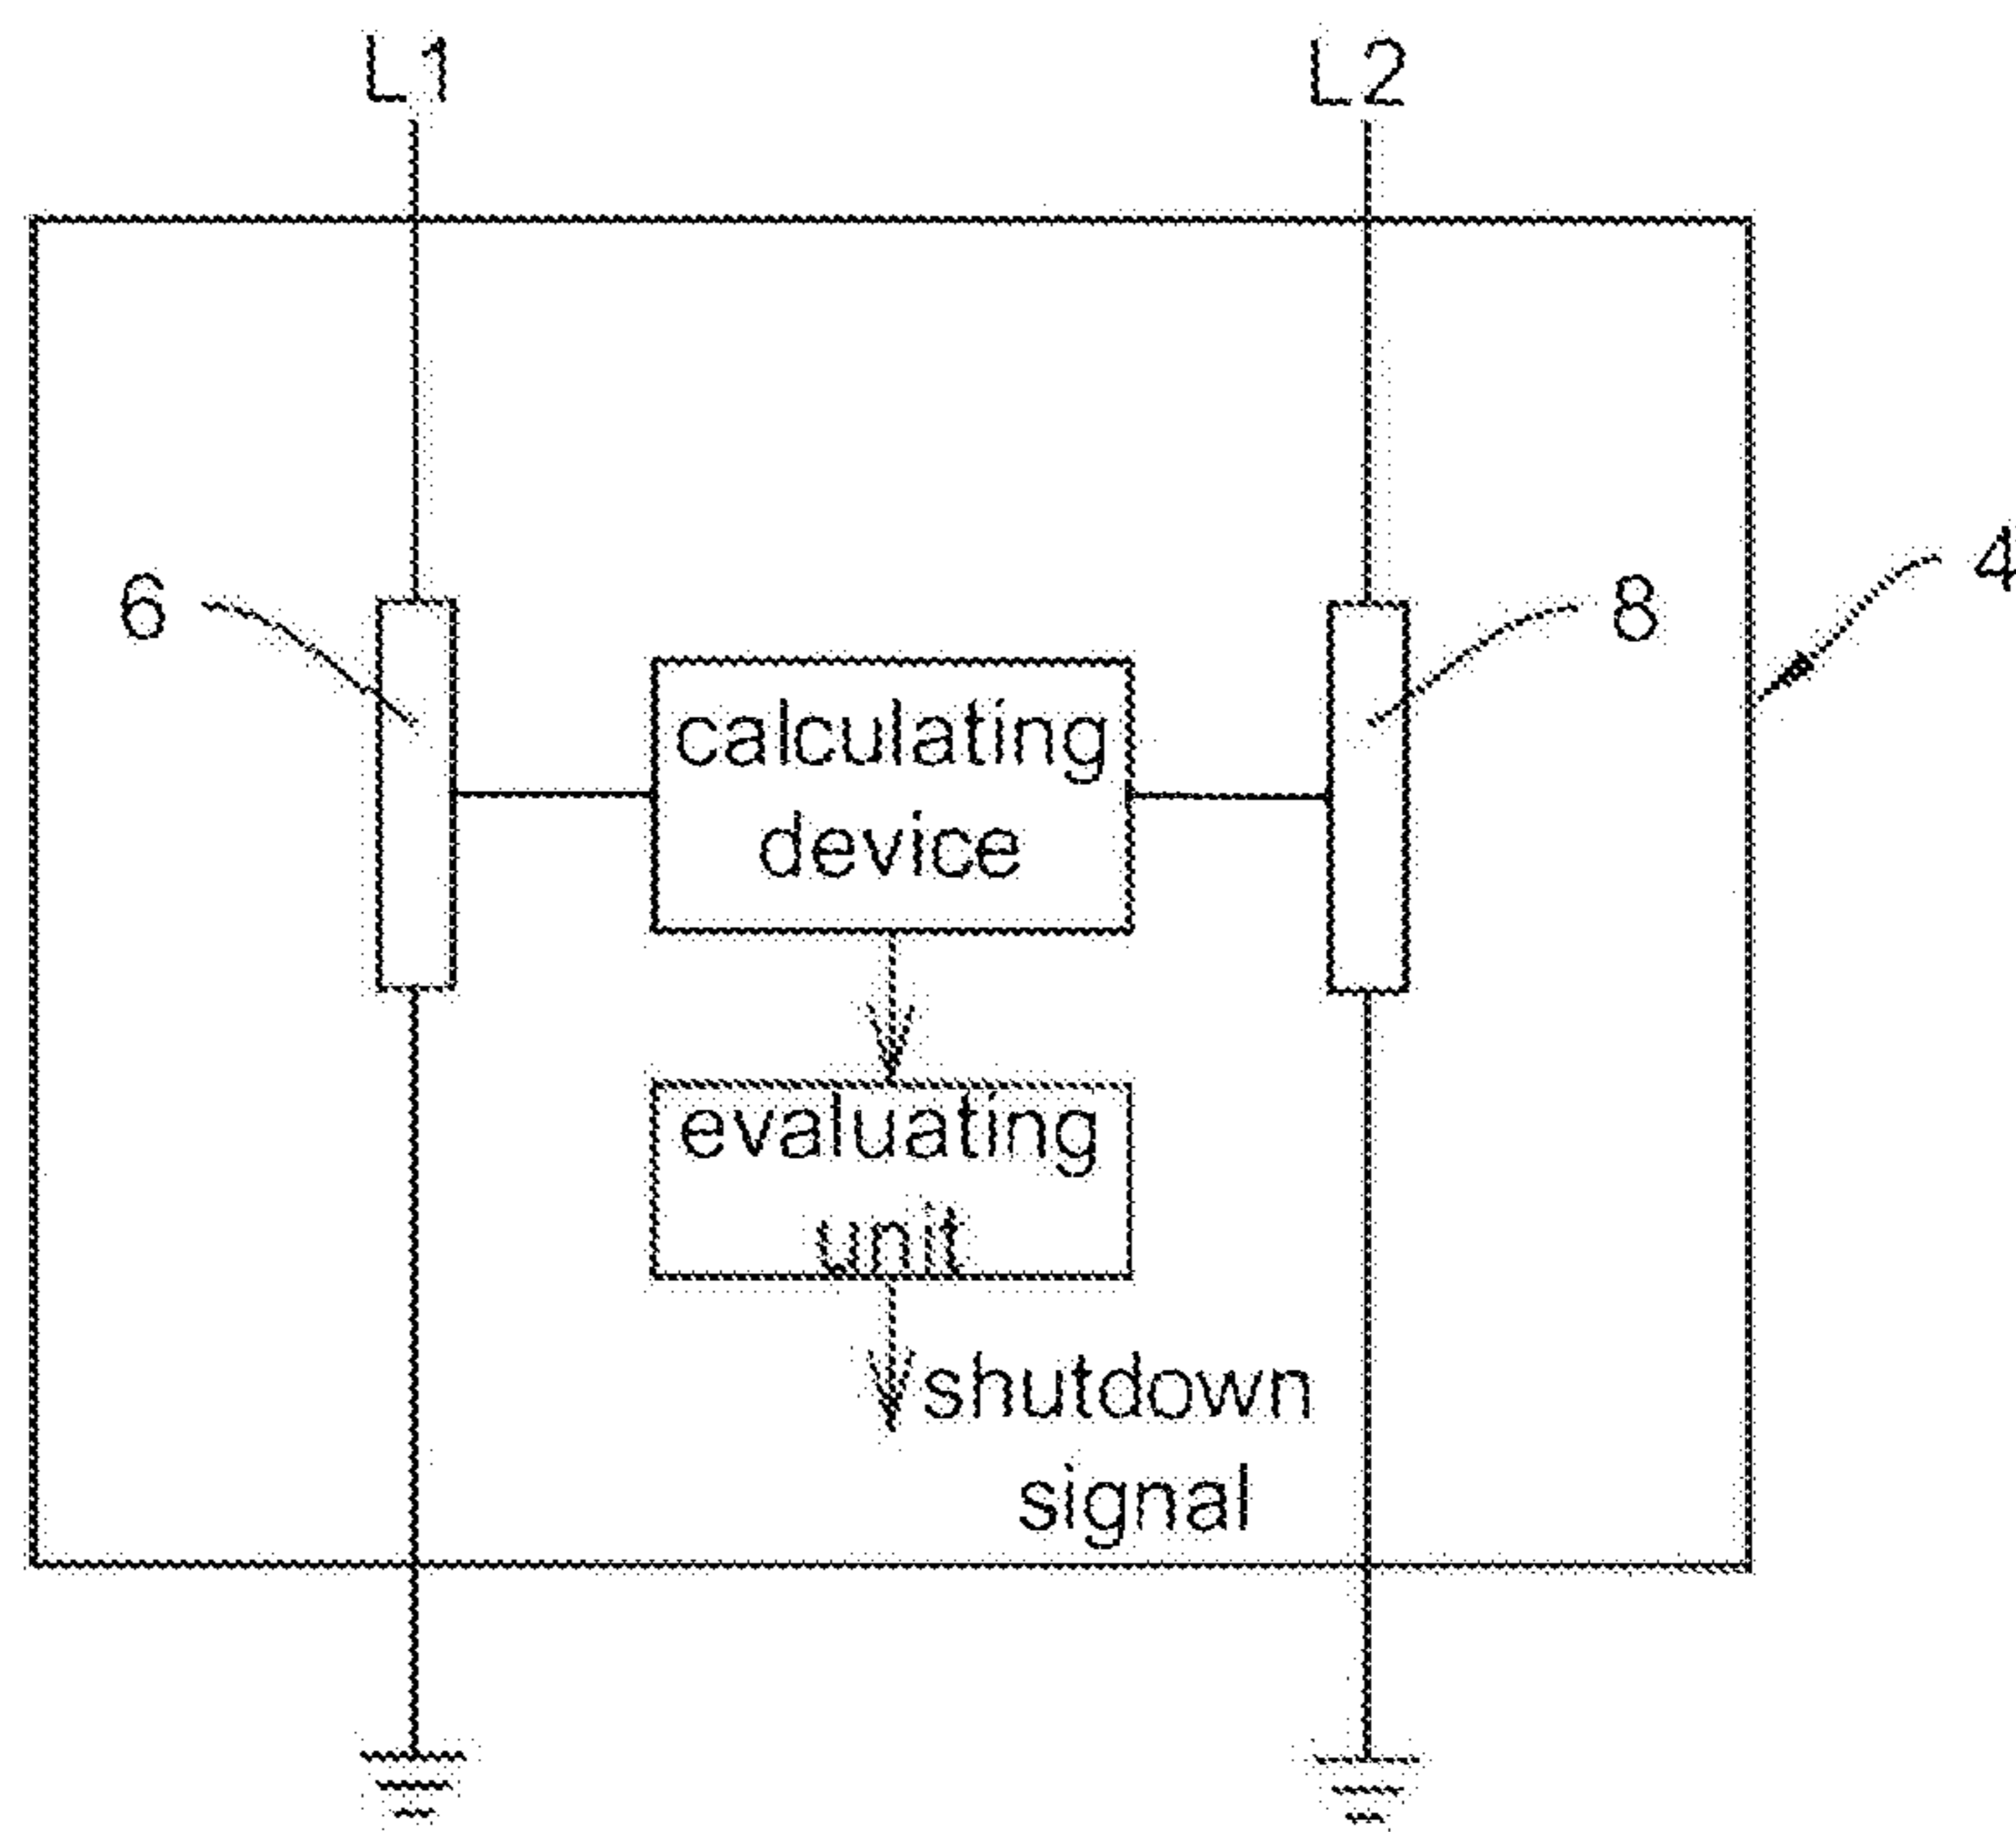 L1
L2
4
6
8
calculating
device
evaluating
unit
shutdown
signal